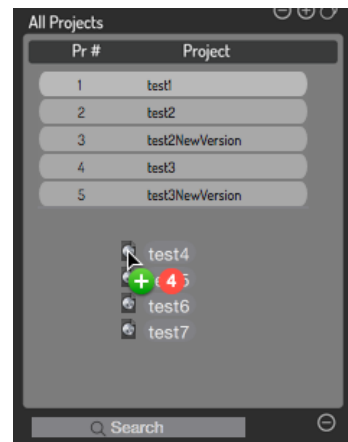 All Projects
Pr # Project
1 test1
2 test2
3 test2NewVersion
4 test3
5 test3NewVersion
test4
4
test6
test7
Search